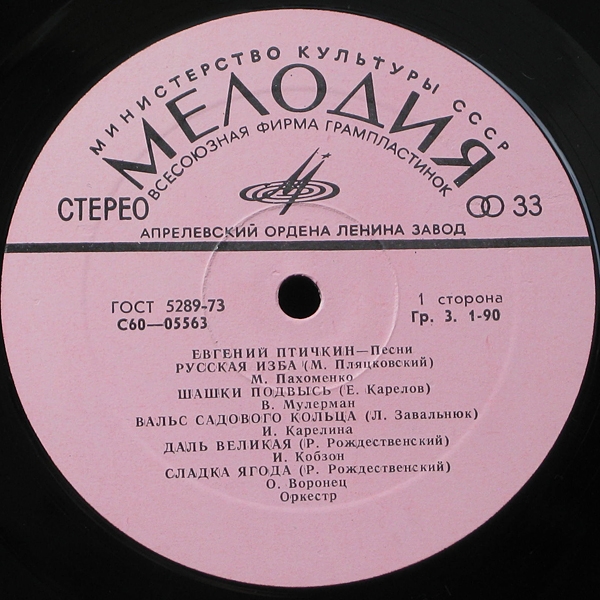 МИНИСТЕРСТВО КУЛЬТУРЫ СССР
МЕЛОДИЯ
ВСЕСОЮЗНАЯ ФИРМА ГРАМПЛАСТИНОК
СТЕРЕО
33
АПРЕЛЕВСКИЙ ОРДЕНА ЛЕНИНА ЗАВОД
ГОСТ 5289-73
С60—05563
1 сторона
Гр. 3. 1-90
ЕВГЕНИЙ ПТИЧКИН—Песни
РУССКАЯ ИЗБА (М. Пляцковский)
М. Пахоменко
ШАШКИ ПОДВЫСЬ (Е. Карелов)
В. Мулерман
ВАЛЬС САДОВОГО КОЛЬЦА (Л. Завальнюк)
И. Карелина
ДАЛЬ ВЕЛИКАЯ (Р. Рождественский)
И. Кобзон
СЛАДКА ЯГОДА (Р. Рождественский)
О. Воронец
Оркестр